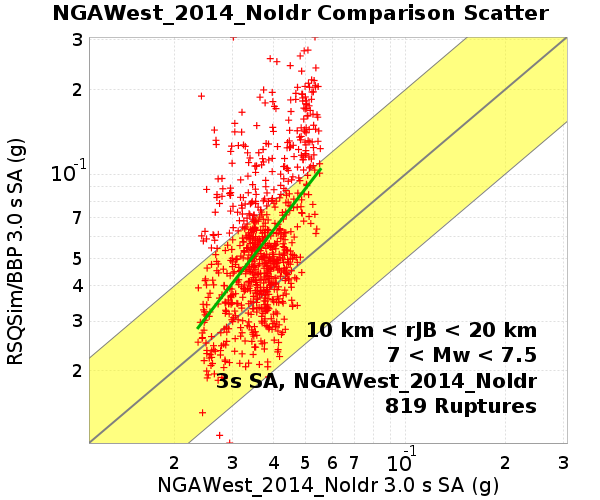 NGAWest_2014_NoIdr Comparison Scatter
3
2
10-1
7
5
4
3
2
RSQSim/BBP 3.0 s SA (g)
10 km < rJB < 20 km
7 < Mw < 7.5
3s SA, NGAWest_2014_NoIdr
819 Ruptures
2 3 4 5 6 7 10-1 2 3
NGAWest_2014_NoIdr 3.0 s SA (g)